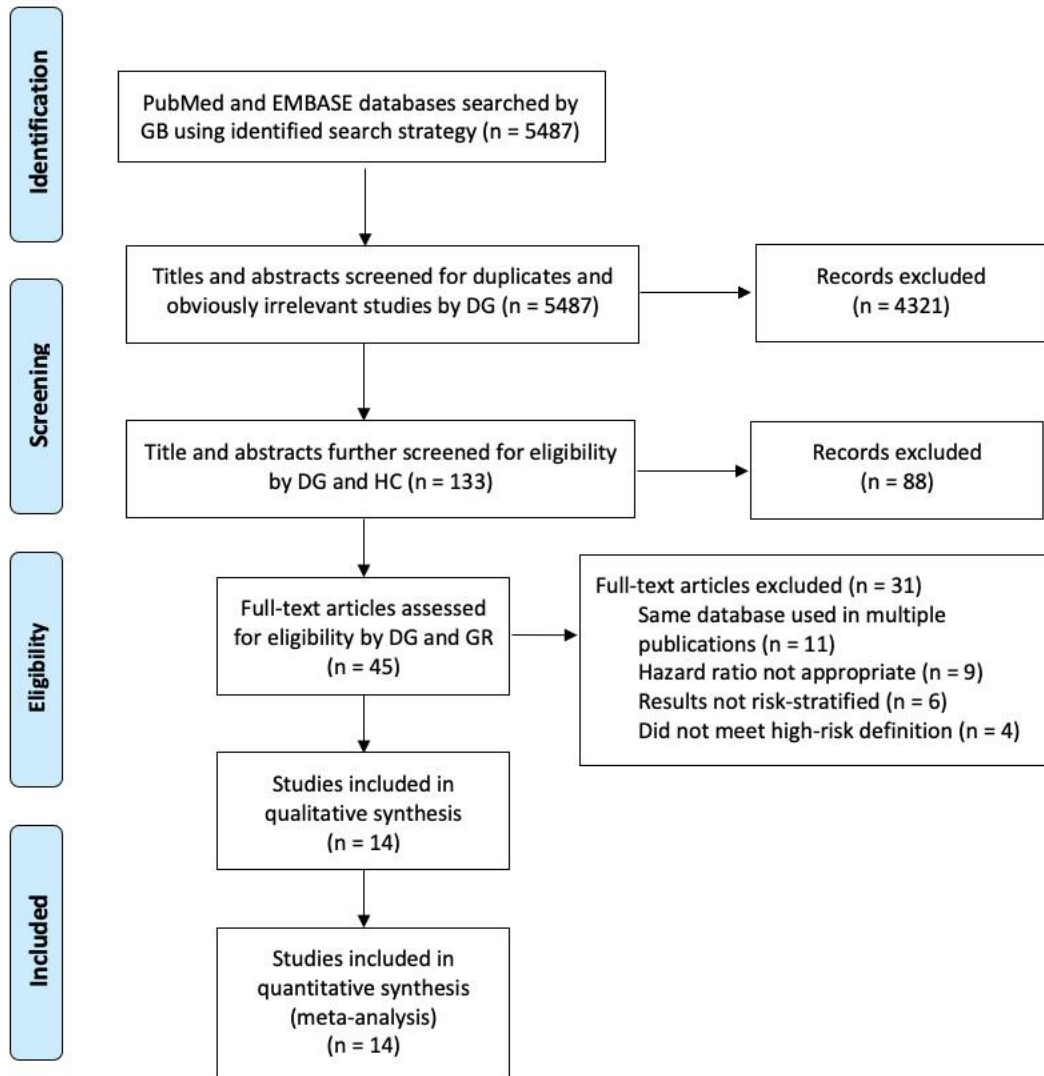 Identification
PubMed and EMBASE databases searched by
GB using identified search strategy (n = 5487)
Screening
Titles and abstracts screened for duplicates and
obviously irrelevant studies by DG (n = 5487)
Records excluded
(n = 4321)
Title and abstracts further screened for eligibility
by DG and HC (n = 133)
Records excluded
(n = 88)
Eligibility
Full-text articles assessed
for eligibility by DG and GR
(n = 45)
Full-text articles excluded (n = 31)
Same database used in multiple
publications (n = 11)
Hazard ratio not appropriate (n = 9)
Results not risk-stratified (n = 6)
Did not meet high-risk definition (n = 4)
Included
Studies included in
qualitative synthesis
(n = 14)
Studies included in
quantitative synthesis
(meta-analysis)
(n = 14)